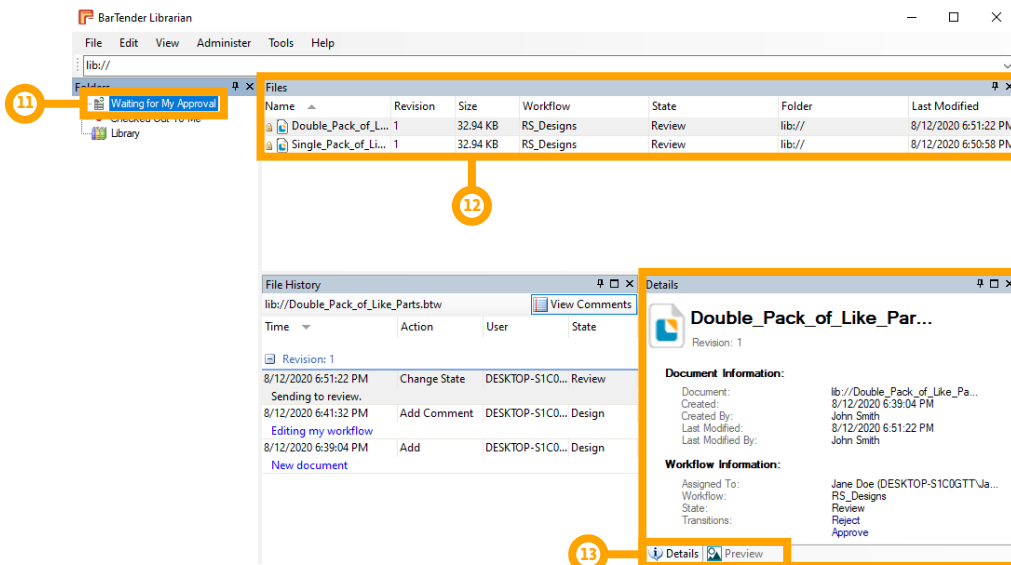 BarTender Librarian
File Edit View Administer Tools Help
lib://
Folders
Waiting for My Approval
Checked Out To Me
Library
11
Files
Name Revision Size Workflow State Folder Last Modified
Double_Pack_of_L... 1 32.94 KB RS_Designs Review lib:// 8/12/2020 6:51:22 PM
Single_Pack_of_Li... 1 32.94 KB RS_Designs Review lib:// 8/12/2020 6:50:58 PM
12
File History
lib://Double_Pack_of_Like_Parts.btw View Comments
Time Action User State
Revision: 1
8/12/2020 6:51:22 PM Change State DESKTOP-S1C0... Review
Sending to review.
8/12/2020 6:41:32 PM Add Comment DESKTOP-S1C0... Design
Editing my workflow
8/12/2020 6:39:04 PM Add DESKTOP-S1C0... Design
New document
Details
Double_Pack_of_Like_Par...
Revision: 1
Document Information:
Document: lib://Double_Pack_of_Like_Pa...
Created: 8/12/2020 6:39:04 PM
Created By: John Smith
Last Modified: 8/12/2020 6:51:22 PM
Last Modified By: John Smith
Workflow Information:
Assigned To: Jane Doe (DESKTOP-S1C0GTT\Ja...
Workflow: RS_Designs
State: Review
Transitions: Reject
Approve
13
Details Preview